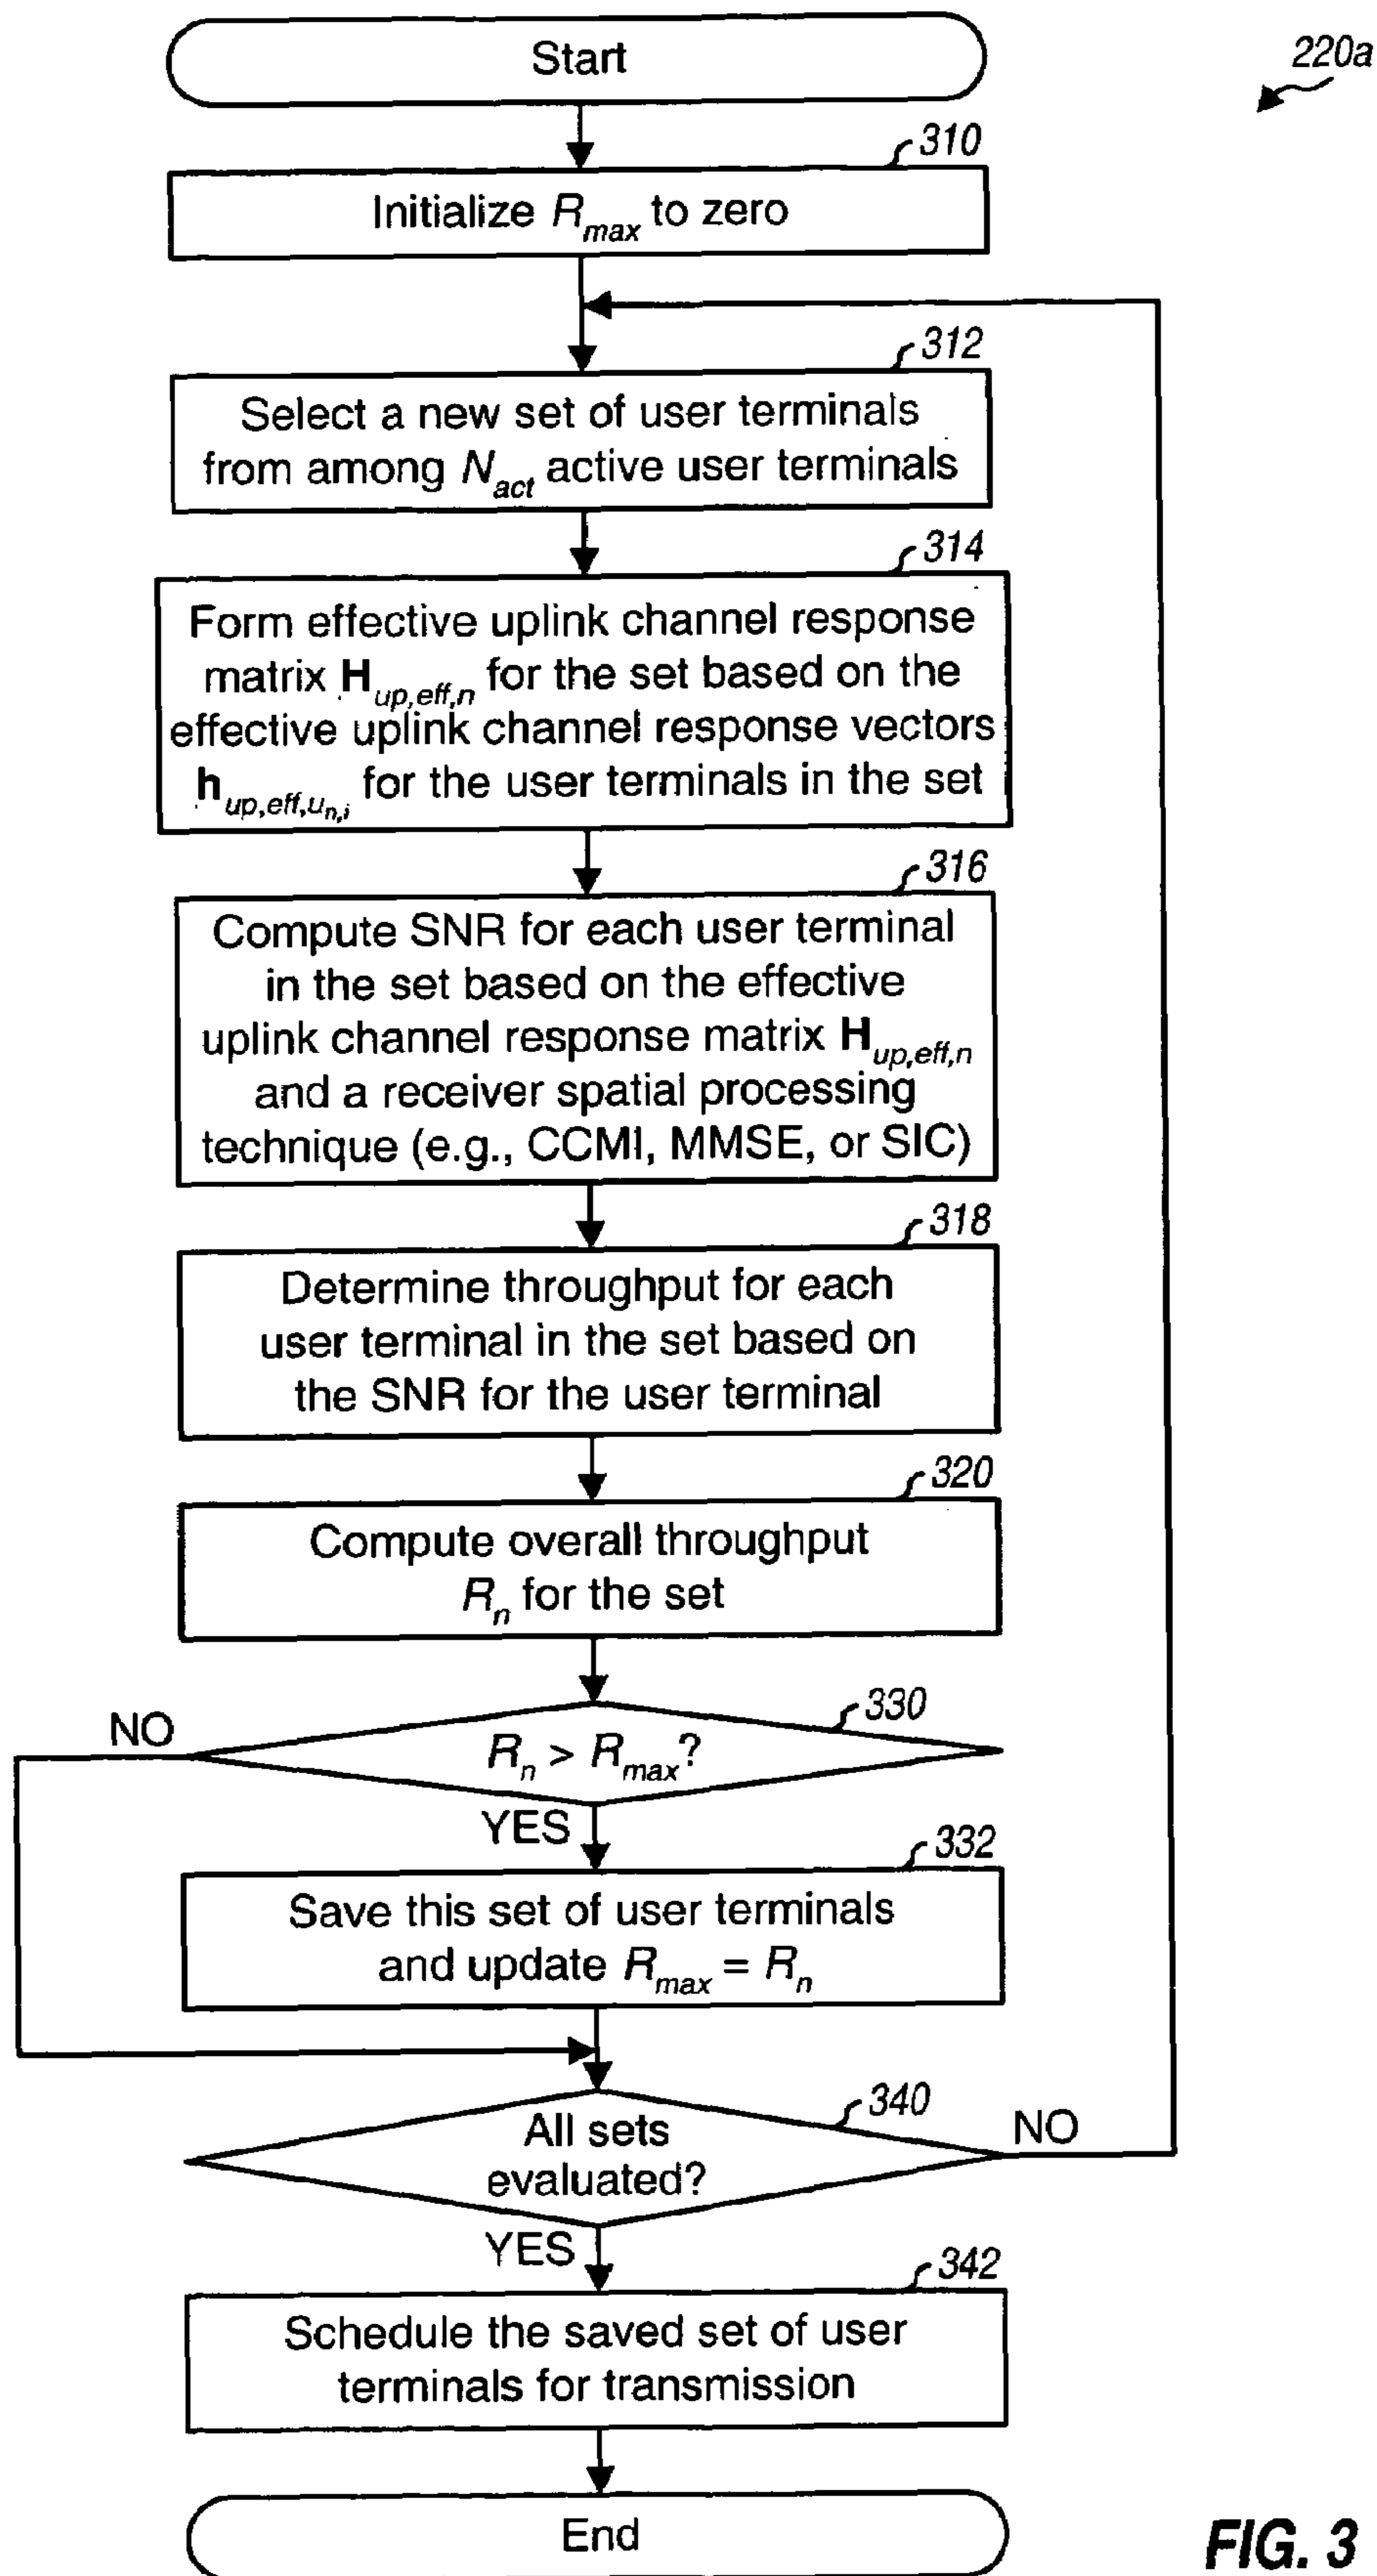 Start
220a
310
Initialize R_max to zero
312
Select a new set of user terminals
from among N_act active user terminals
314
Form effective uplink channel response
matrix H_up,eff,n for the set based on the
effective uplink channel response vectors
h_up,eff,u_n,i for the user terminals in the set
316
Compute SNR for each user terminal
in the set based on the effective
uplink channel response matrix H_up,eff,n
and a receiver spatial processing
technique (e.g., CCMI, MMSE, or SIC)
318
Determine throughput for each
user terminal in the set based on
the SNR for the user terminal
320
Compute overall throughput
R_n for the set
330
NO
R_n > R_max?
YES
332
Save this set of user terminals
and update R_max = R_n
340
All sets
evaluated?
NO
YES
342
Schedule the saved set of user
terminals for transmission
End
FIG. 3